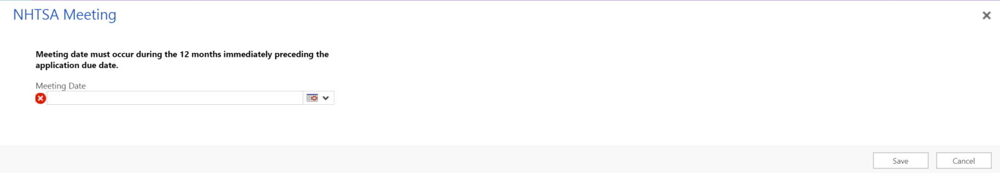 NHTSA Meeting
Meeting date must occur during the 12 months immediately preceding the
application due date.
Meeting Date
Save
Cancel